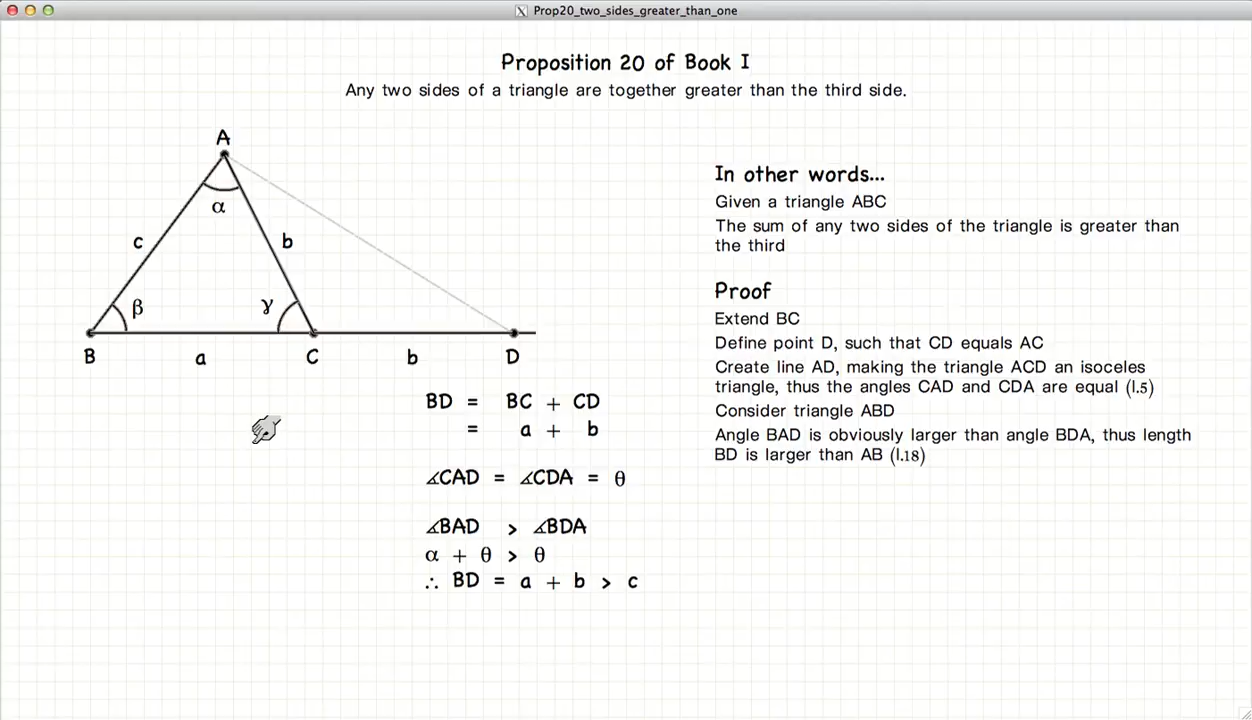 Prop20_two_sides_greater_than_one
Proposition 20 of Book I
Any two sides of a triangle are together greater than the third side.
A
α
c
b
β
γ
B
a
C
b
D
BD = BC + CD
= a + b
∡CAD = ∡CDA = θ
∡BAD > ∡BDA
α + θ > θ
∴ BD = a + b > c
In other words...
Given a triangle ABC
The sum of any two sides of the triangle is greater than
the third
Proof
Extend BC
Define point D, such that CD equals AC
Create line AD, making the triangle ACD an isoceles
triangle, thus the angles CAD and CDA are equal (I.5)
Consider triangle ABD
Angle BAD is obviously larger than angle BDA, thus length
BD is larger than AB (I.18)